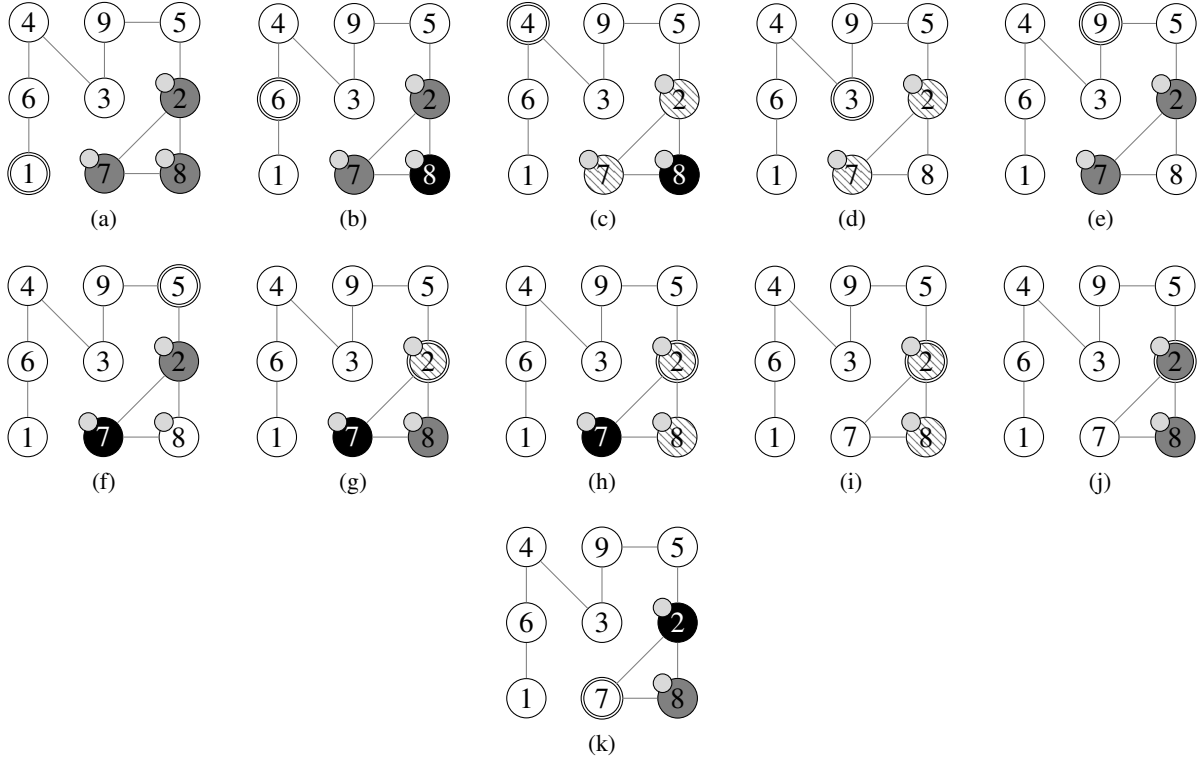 4 9 5 4 9 5 4 9 5 4 9 5 4 9 5
6 3 2 6 3 2 6 3 2 6 3 2 6 3 2
1 7 8 1 7 8 1 7 8 1 7 8 1 7 8
(a) (b) (c) (d) (e)
4 9 5 4 9 5 4 9 5 4 9 5 4 9 5
6 3 2 6 3 2 6 3 2 6 3 2 6 3 2
1 7 8 1 7 8 1 7 8 1 7 8 1 7 8
(f) (g) (h) (i) (j)
4 9 5
6 3 2
1 7 8
(k)